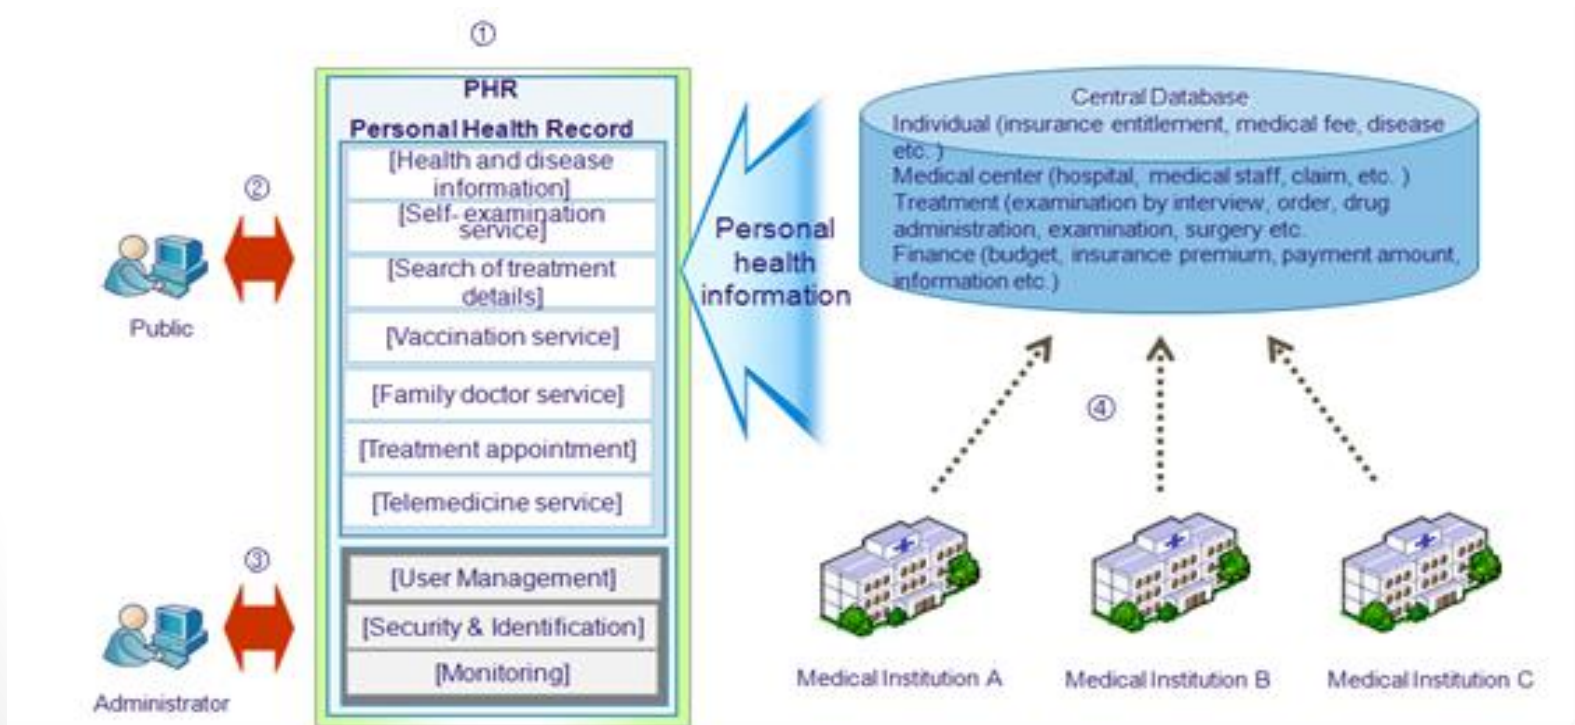 ①
PHR
Personal Health Record
[Health and disease
information]
[Self- examination
service]
[Search of treatment
details]
[Vaccination service]
[Family doctor service]
[Treatment appointment]
[Telemedicine service]
[User Management]
[Security & Identification]
[Monitoring]
②
Public
③
Administrator
Personal
health
information
Central Database
Individual (insurance entitlement, medical fee, disease
etc. )
Medical center (hospital, medical staff, claim, etc. )
Treatment (examination by interview, order, drug
administration, examination, surgery etc.
Finance (budget, insurance premium, payment amount,
information etc.)
④
Medical Institution A
Medical Institution B
Medical Institution C